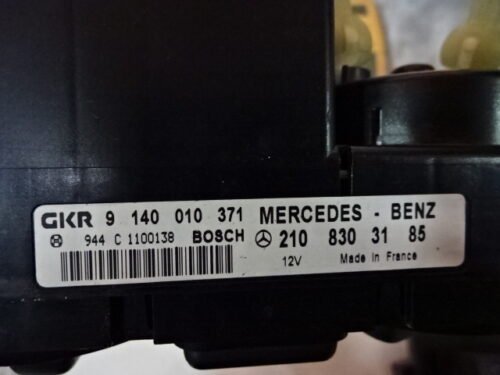 GKR 9 140 010 371 MERCEDES - BENZ
944 C 1100138 BOSCH 210 830 31 85
12V Made in France